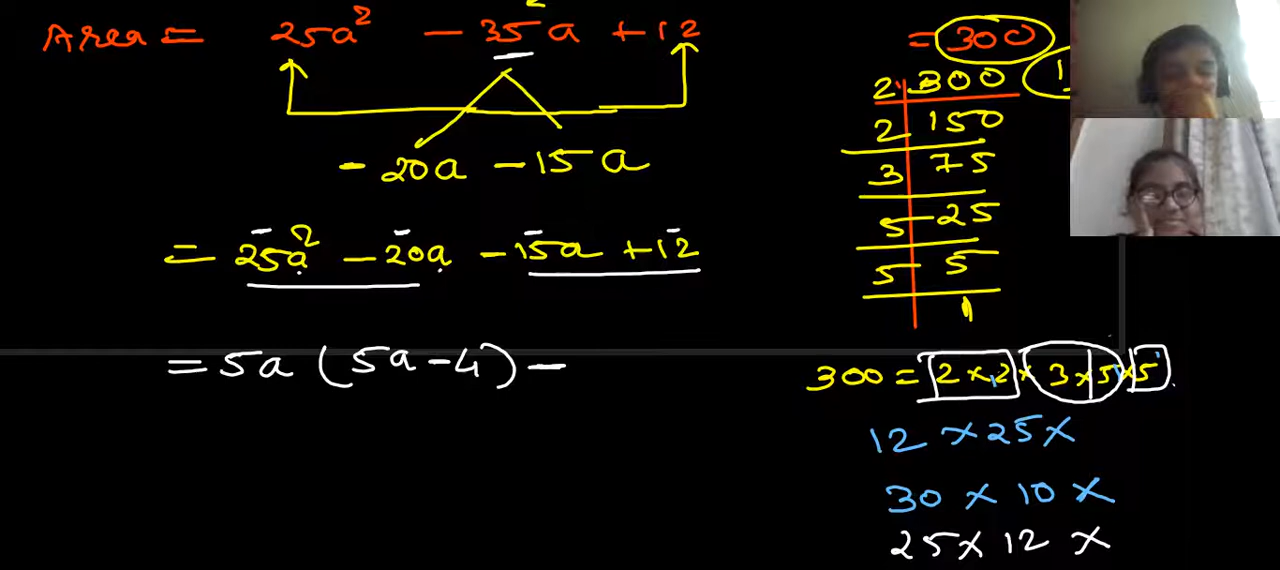 Area = 25a² - 35a + 12
- 20a - 15a
= 25a² - 20a - 15a + 12
= 5a (5a - 4) -
= 300
2 300
2 150
3 75
5 25
5 5
1
300 = 2 × 2 × 3 × 5 × 5
12 × 25 ×
30 × 10 ×
25 × 12 ×